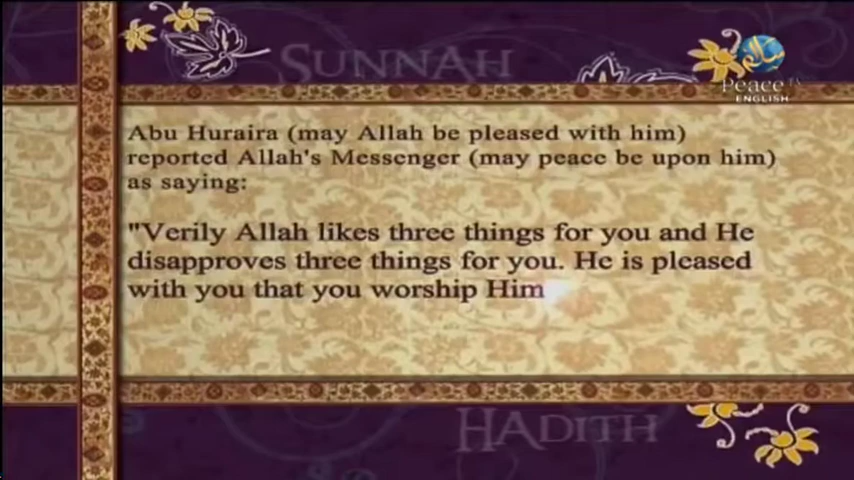 SUNNAH
Peace TV
ENGLISH
Abu Huraira (may Allah be pleased with him)
reported Allah's Messenger (may peace be upon him)
as saying:
"Verily Allah likes three things for you and He
disapproves three things for you. He is pleased
with you that you worship Him
HADITH